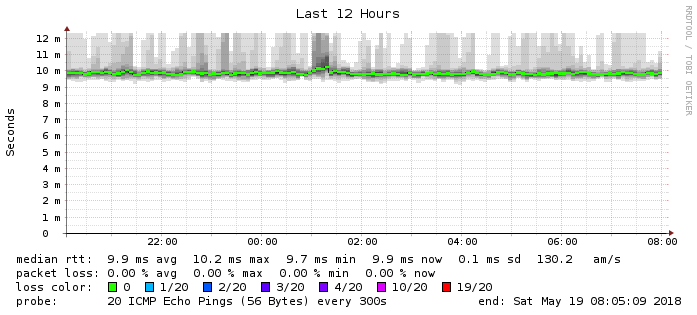 Last 12 Hours
RRDTOOL / TOBI OETIKER
Seconds
12 m
11 m
10 m
9 m
8 m
7 m
6 m
5 m
4 m
3 m
2 m
1 m
0
22:00 00:00 02:00 04:00 06:00 08:00
median rtt: 9.9 ms avg 10.2 ms max 9.7 ms min 9.9 ms now 0.1 ms sd 130.2 am/s
packet loss: 0.00 % avg 0.00 % max 0.00 % min 0.00 % now
loss color: 0 1/20 2/20 3/20 4/20 10/20 19/20
probe: 20 ICMP Echo Pings (56 Bytes) every 300s end: Sat May 19 08:05:09 2018